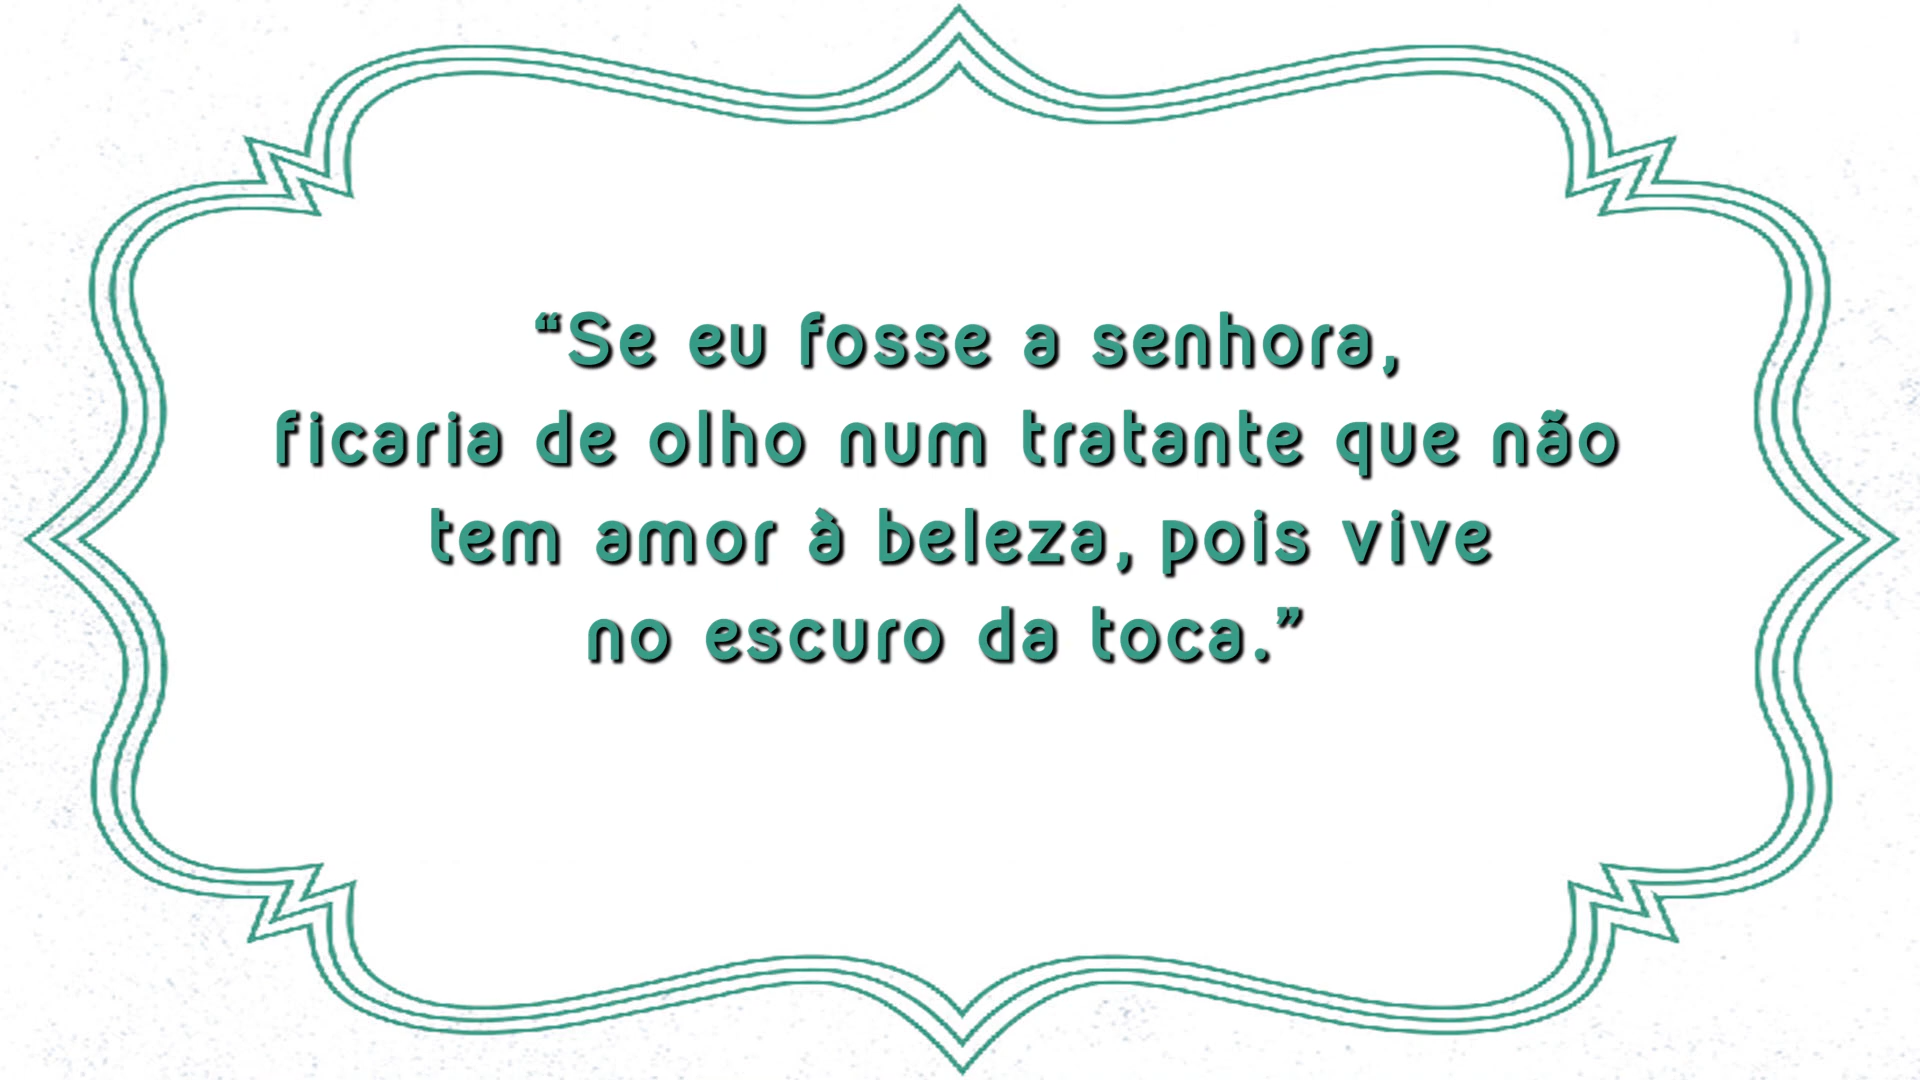 “Se eu fosse a senhora,
ficaria de olho num tratante que não
tem amor à beleza, pois vive
no escuro da toca.”